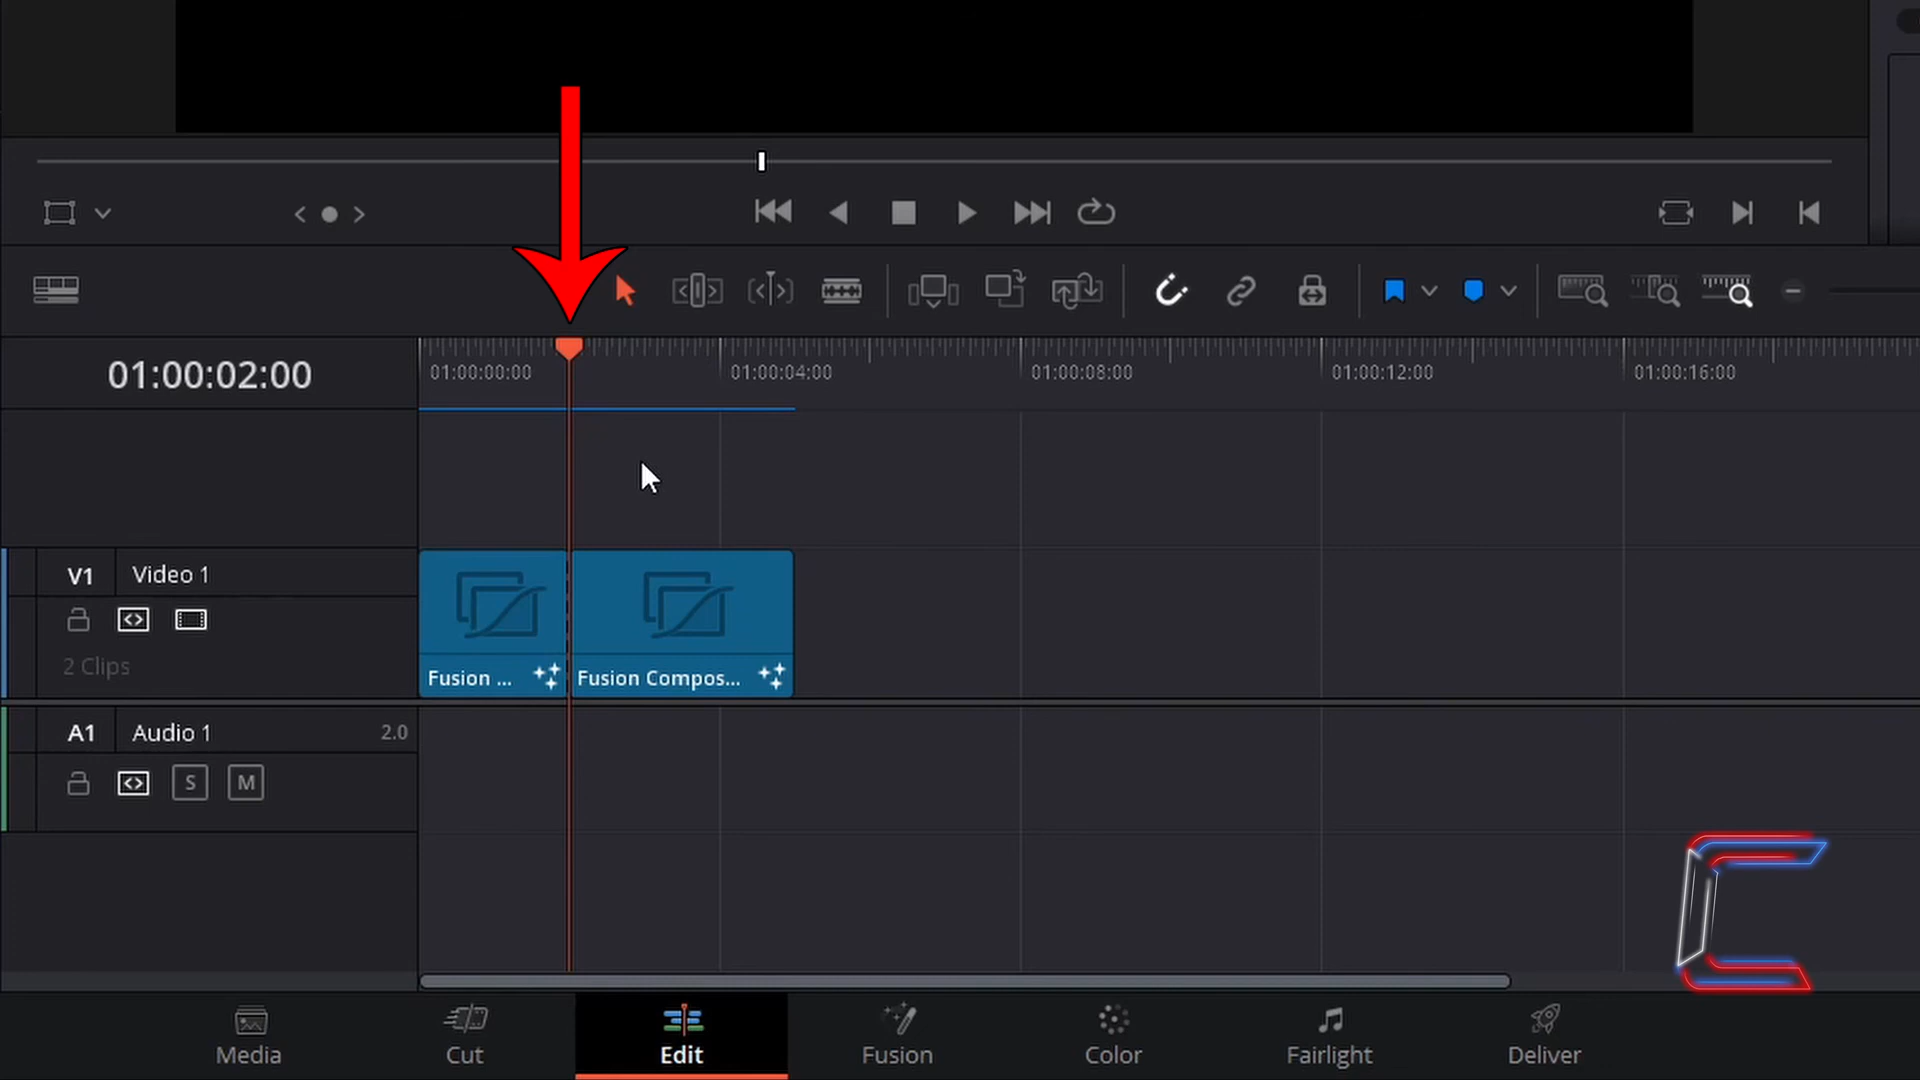 01:00:02:00
01:00:00:00 01:00:04:00 01:00:08:00 01:00:12:00 01:00:16:00
V1 Video 1
2 Clips
Fusion ... Fusion Compos...
A1 Audio 1 2.0
S M
Media Cut Edit Fusion Color Fairlight Deliver